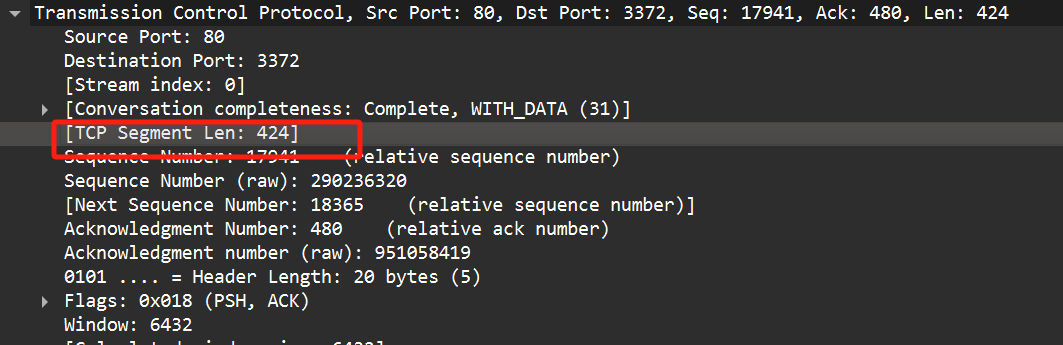 Transmission Control Protocol, Src Port: 80, Dst Port: 3372, Seq: 17941, Ack: 480, Len: 424
Source Port: 80
Destination Port: 3372
[Stream index: 0]
[Conversation completeness: Complete, WITH_DATA (31)]
[TCP Segment Len: 424]
Sequence Number: 17941 (relative sequence number)
Sequence Number (raw): 290236320
[Next Sequence Number: 18365 (relative sequence number)]
Acknowledgment Number: 480 (relative ack number)
Acknowledgment number (raw): 951058419
0101 .... = Header Length: 20 bytes (5)
Flags: 0x018 (PSH, ACK)
Window: 6432